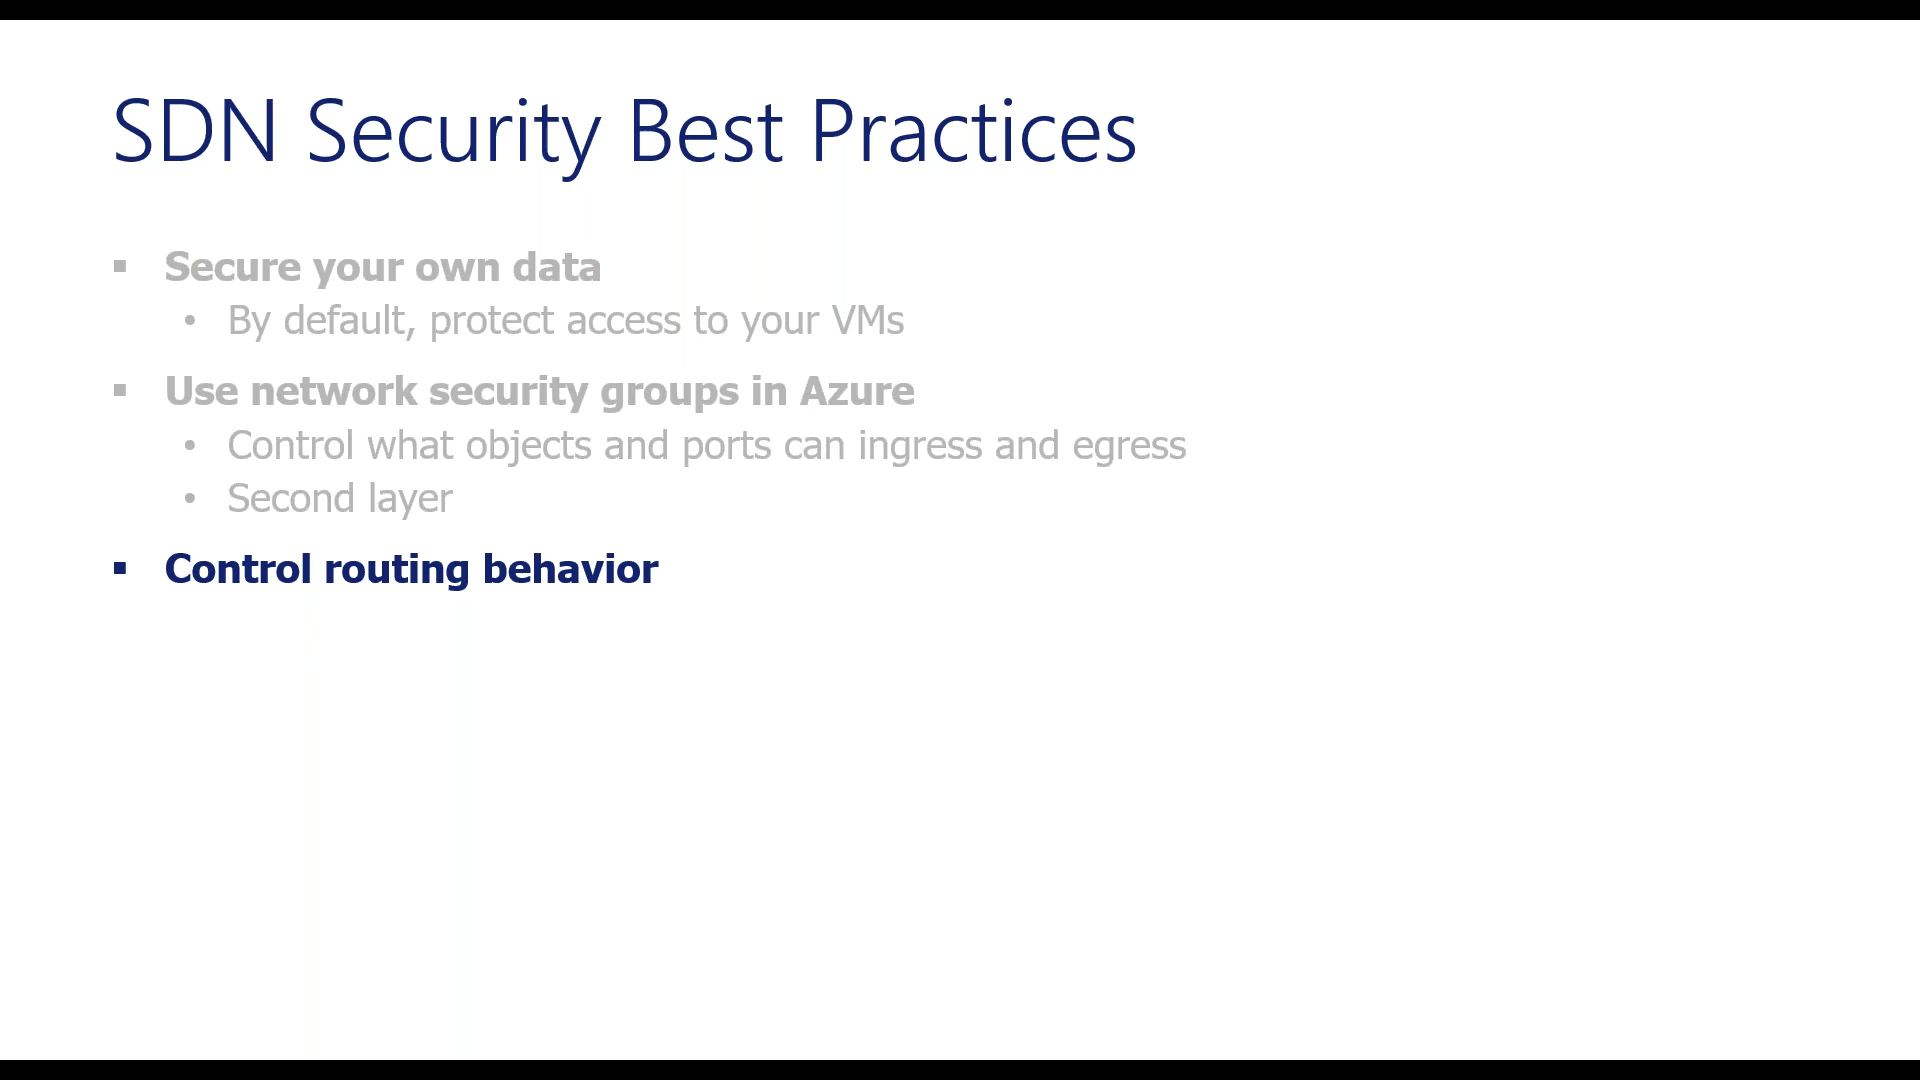 SDN Security Best Practices
▪ Secure your own data
• By default, protect access to your VMs
▪ Use network security groups in Azure
• Control what objects and ports can ingress and egress
• Second layer
▪ Control routing behavior